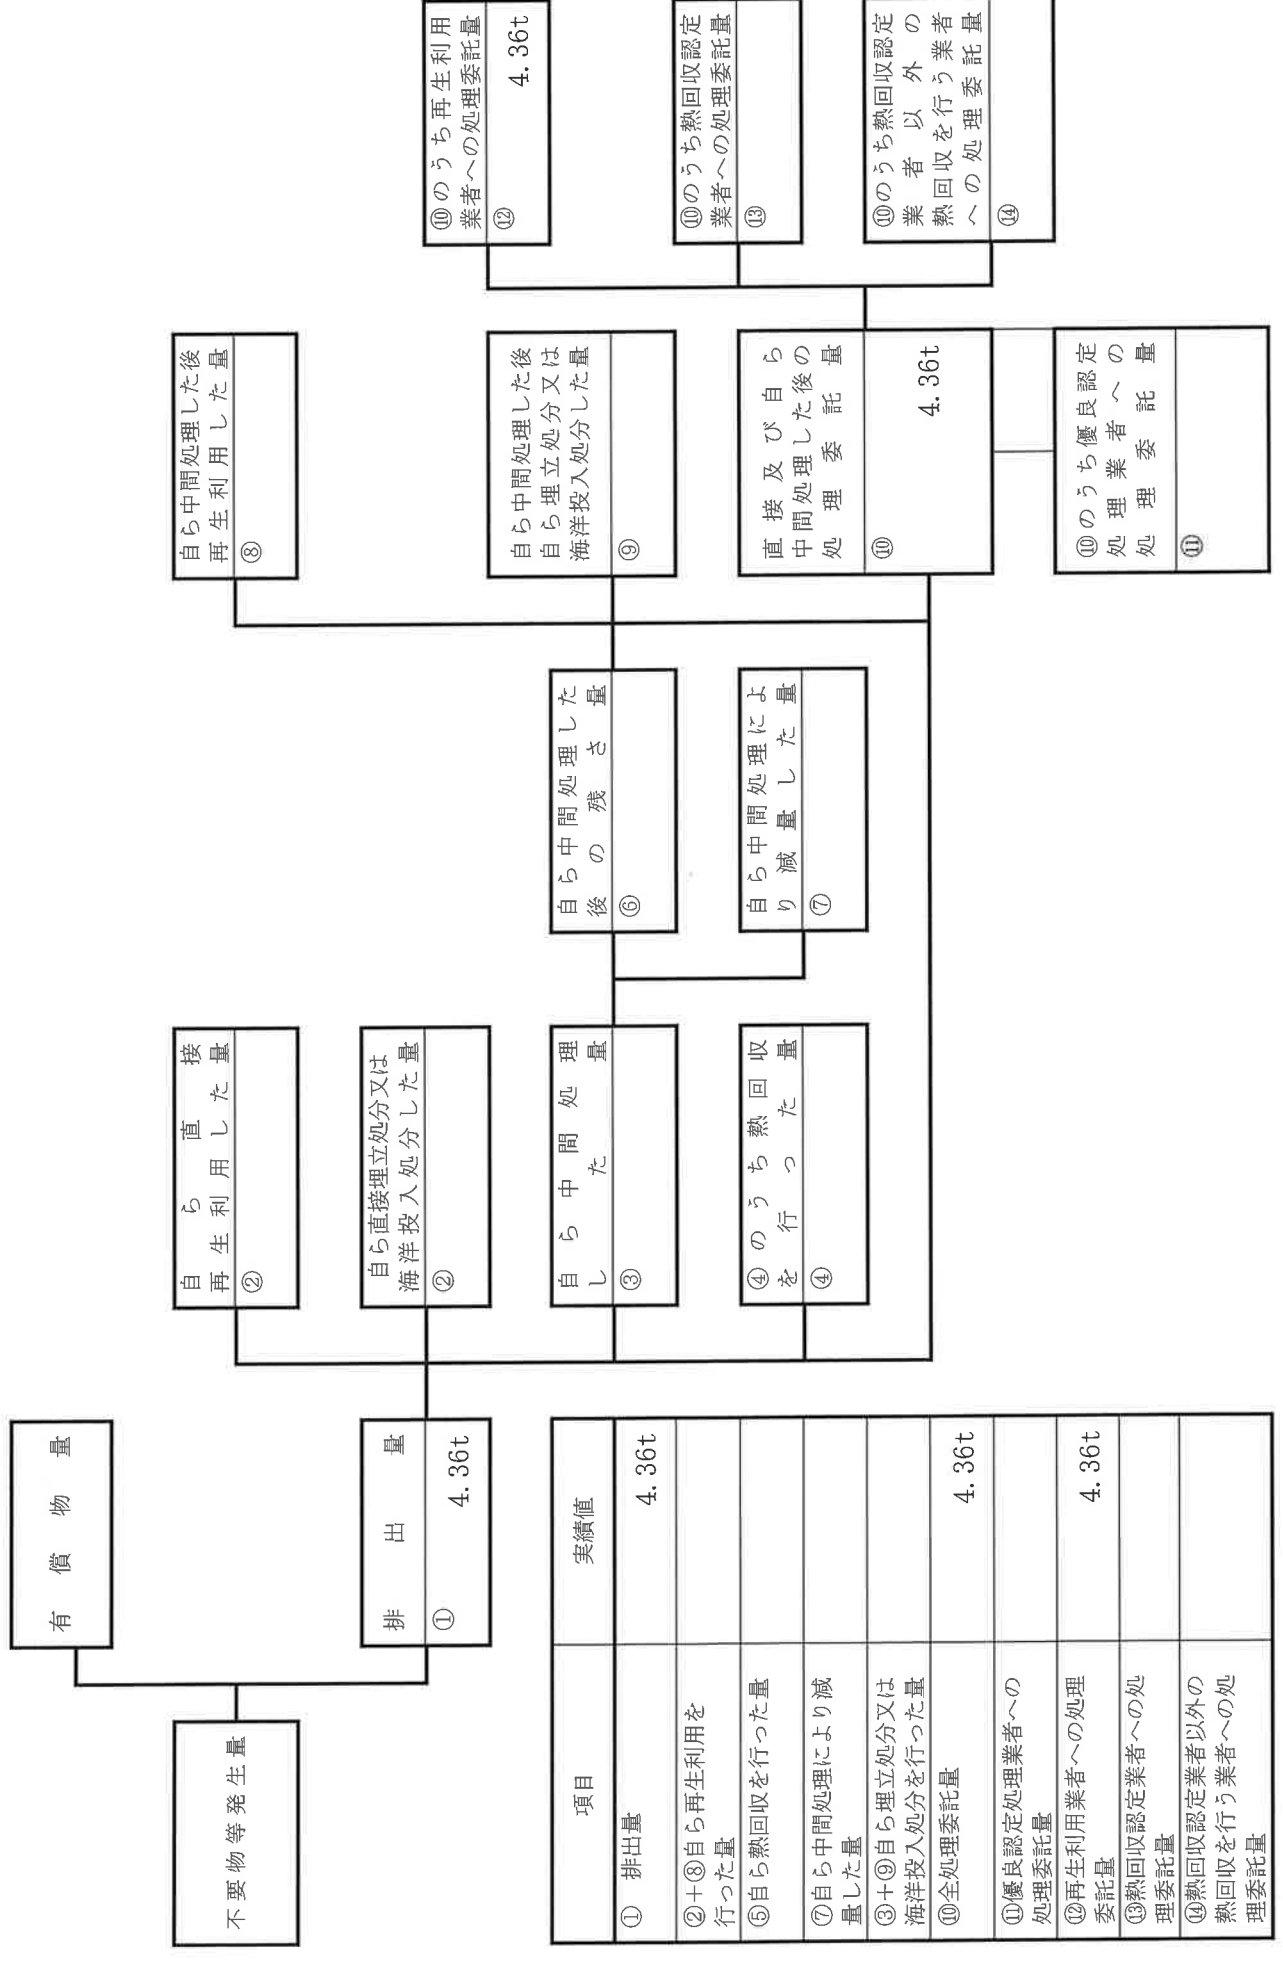 不要物等発生量
有償物量
排出量
① 4.36t
自ら直接
再生利用した量
②
自ら直接埋立処分又は
海洋投入処分した量
②
自ら中間処理
した量
③
④のうち熱回収
を行った量
④
自ら中間処理した
後の残さ量
⑥
自ら中間処理によ
り減量した量
⑦
自ら中間処理した後
再生利用した量
⑧
自ら中間処理した後
自ら埋立処分又は
海洋投入処分した量
⑨
直接及び自ら
中間処理した後の
処理委託量
⑩ 4.36t
⑩のうち優良認定
処理業者への
処理委託量
⑪
⑩のうち再生利用
業者への処理委託量
⑫ 4.36t
⑩のうち熱回収認定
業者への処理委託量
⑬
⑩のうち熱回収認定
業者以外の
熱回収を行う業者
への処理委託量
⑭
項目 実績値
① 排出量 4.36t
②+⑧自ら再生利用を
行った量
⑤自ら熱回収を行った量
⑦自ら中間処理により減
量した量
③+⑨自ら埋立処分又は
海洋投入処分を行った量
⑩全処理委託量 4.36t
⑪優良認定処理業者への
処理委託量
⑫再生利用業者への処理
委託量 4.36t
⑬熱回収認定業者への処
理委託量
⑭熱回収認定業者以外の
熱回収を行う業者への処
理委託量